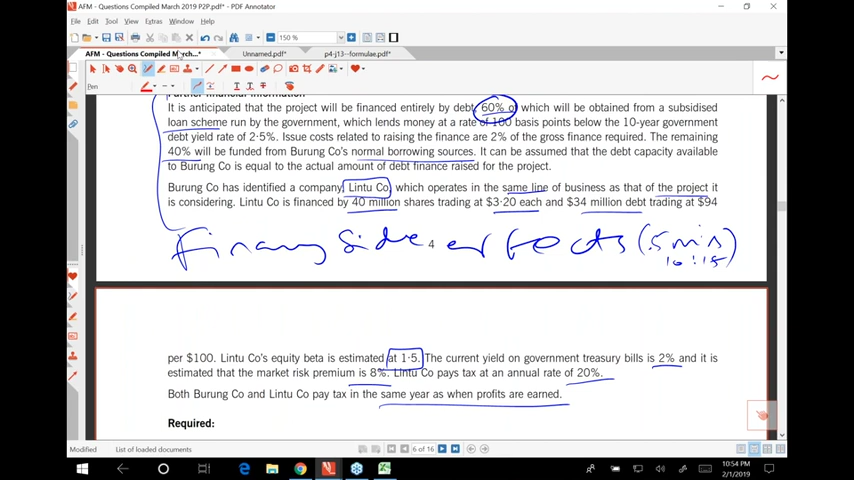 AFM - Questions Compiled March 2019 P2P.pdf* - PDF Annotator
File Edit Tool View Extras Window Help
150 %
AFM - Questions Compiled March...* Unnamed.pdf* p4-j13--formulae.pdf*
Pen
Further financial information
It is anticipated that the project will be financed entirely by debt, 60% of which will be obtained from a subsidised
loan scheme run by the government, which lends money at a rate of 100 basis points below the 10-year government
debt yield rate of 2·5%. Issue costs related to raising the finance are 2% of the gross finance required. The remaining
40% will be funded from Burung Co's normal borrowing sources. It can be assumed that the debt capacity available
to Burung Co is equal to the actual amount of debt finance raised for the project.
Burung Co has identified a company, Lintu Co, which operates in the same line of business as that of the project it
is considering. Lintu Co is financed by 40 million shares trading at $3·20 each and $34 million debt trading at $94
Financing Side effects (5 min
4
10:15)
per $100. Lintu Co's equity beta is estimated at 1·5. The current yield on government treasury bills is 2% and it is
estimated that the market risk premium is 8%. Lintu Co pays tax at an annual rate of 20%.
Both Burung Co and Lintu Co pay tax in the same year as when profits are earned.
Required:
Modified List of loaded documents 6 of 16
10:54 PM
2/1/2019